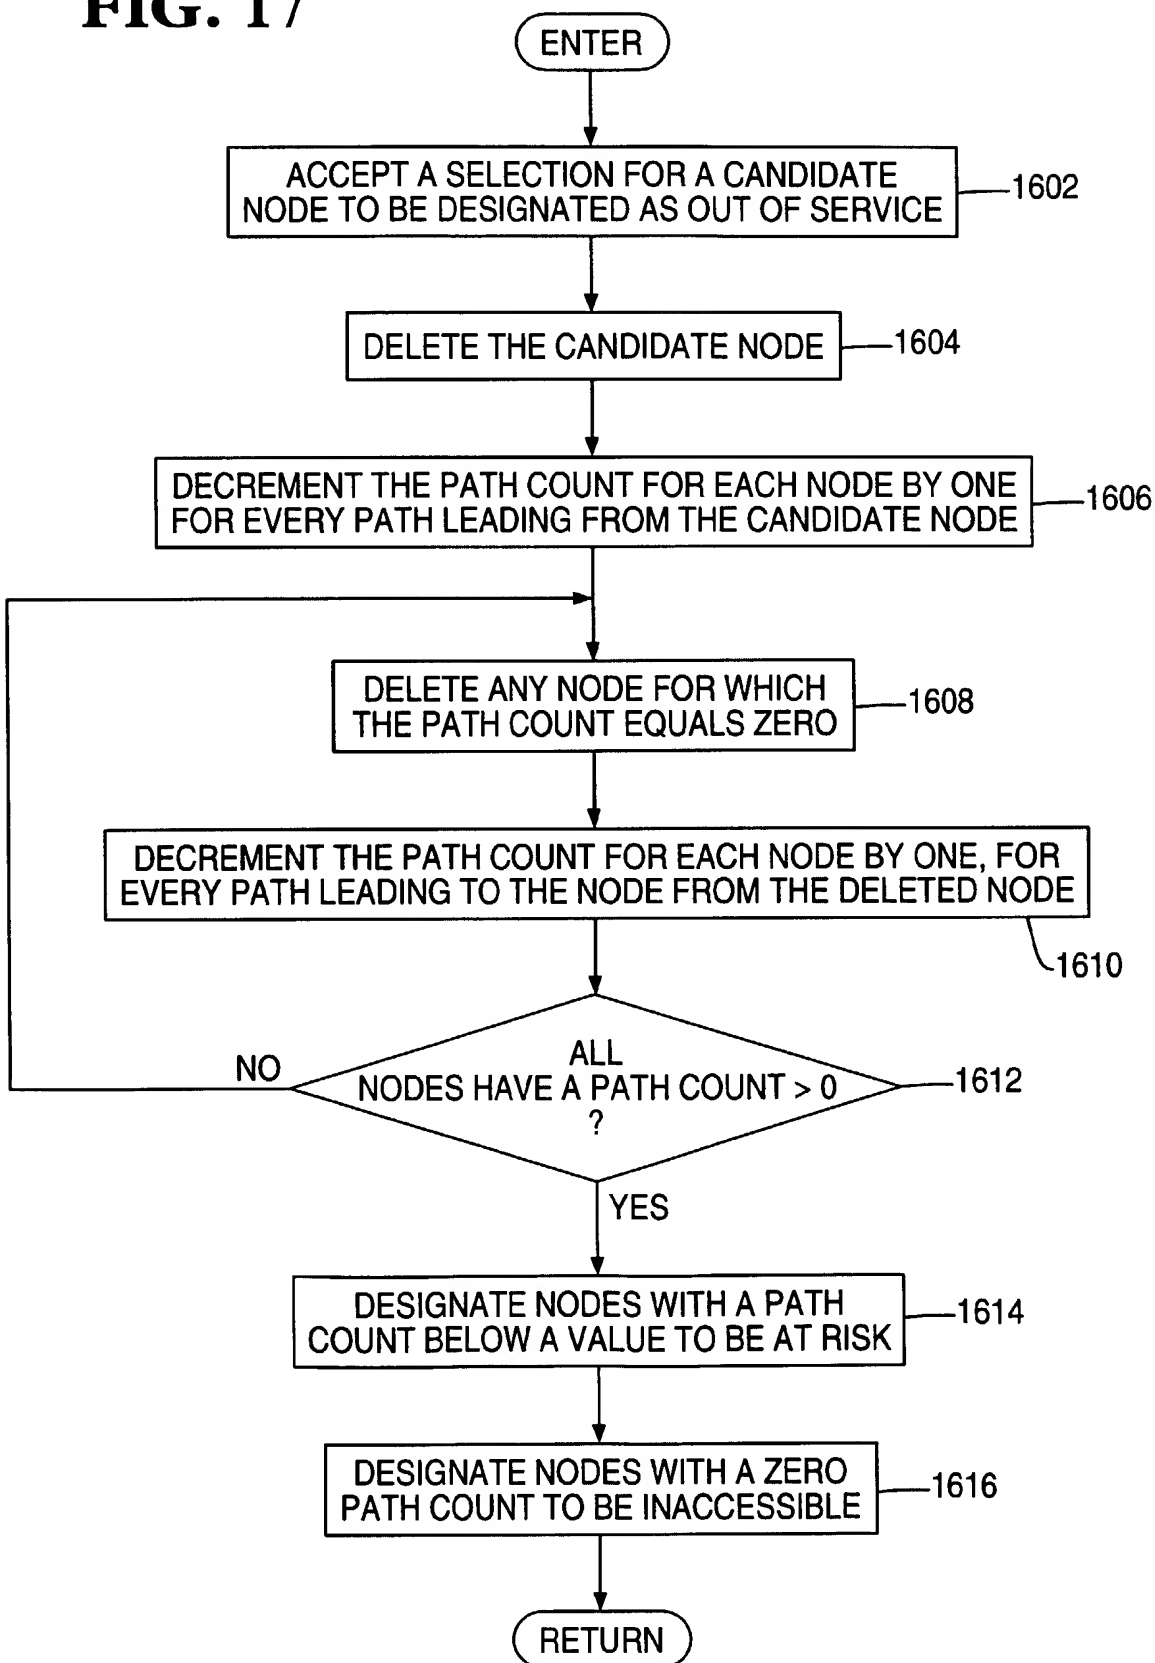 FIG. 17
ENTER
ACCEPT A SELECTION FOR A CANDIDATE
NODE TO BE DESIGNATED AS OUT OF SERVICE
1602
DELETE THE CANDIDATE NODE
1604
DECREMENT THE PATH COUNT FOR EACH NODE BY ONE
FOR EVERY PATH LEADING FROM THE CANDIDATE NODE
1606
DELETE ANY NODE FOR WHICH
THE PATH COUNT EQUALS ZERO
1608
DECREMENT THE PATH COUNT FOR EACH NODE BY ONE, FOR
EVERY PATH LEADING TO THE NODE FROM THE DELETED NODE
1610
NO
ALL
NODES HAVE A PATH COUNT > 0
?
1612
YES
DESIGNATE NODES WITH A PATH
COUNT BELOW A VALUE TO BE AT RISK
1614
DESIGNATE NODES WITH A ZERO
PATH COUNT TO BE INACCESSIBLE
1616
RETURN